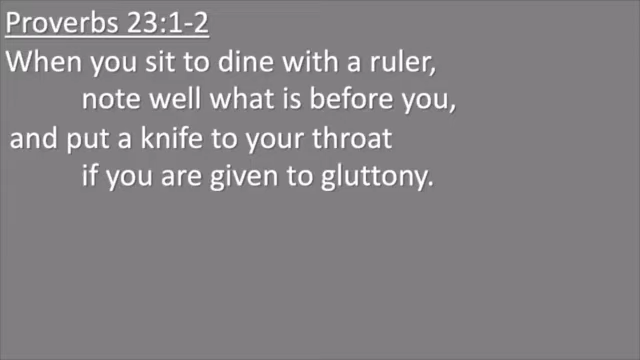 Proverbs 23:1-2
When you sit to dine with a ruler,
note well what is before you,
and put a knife to your throat
if you are given to gluttony.